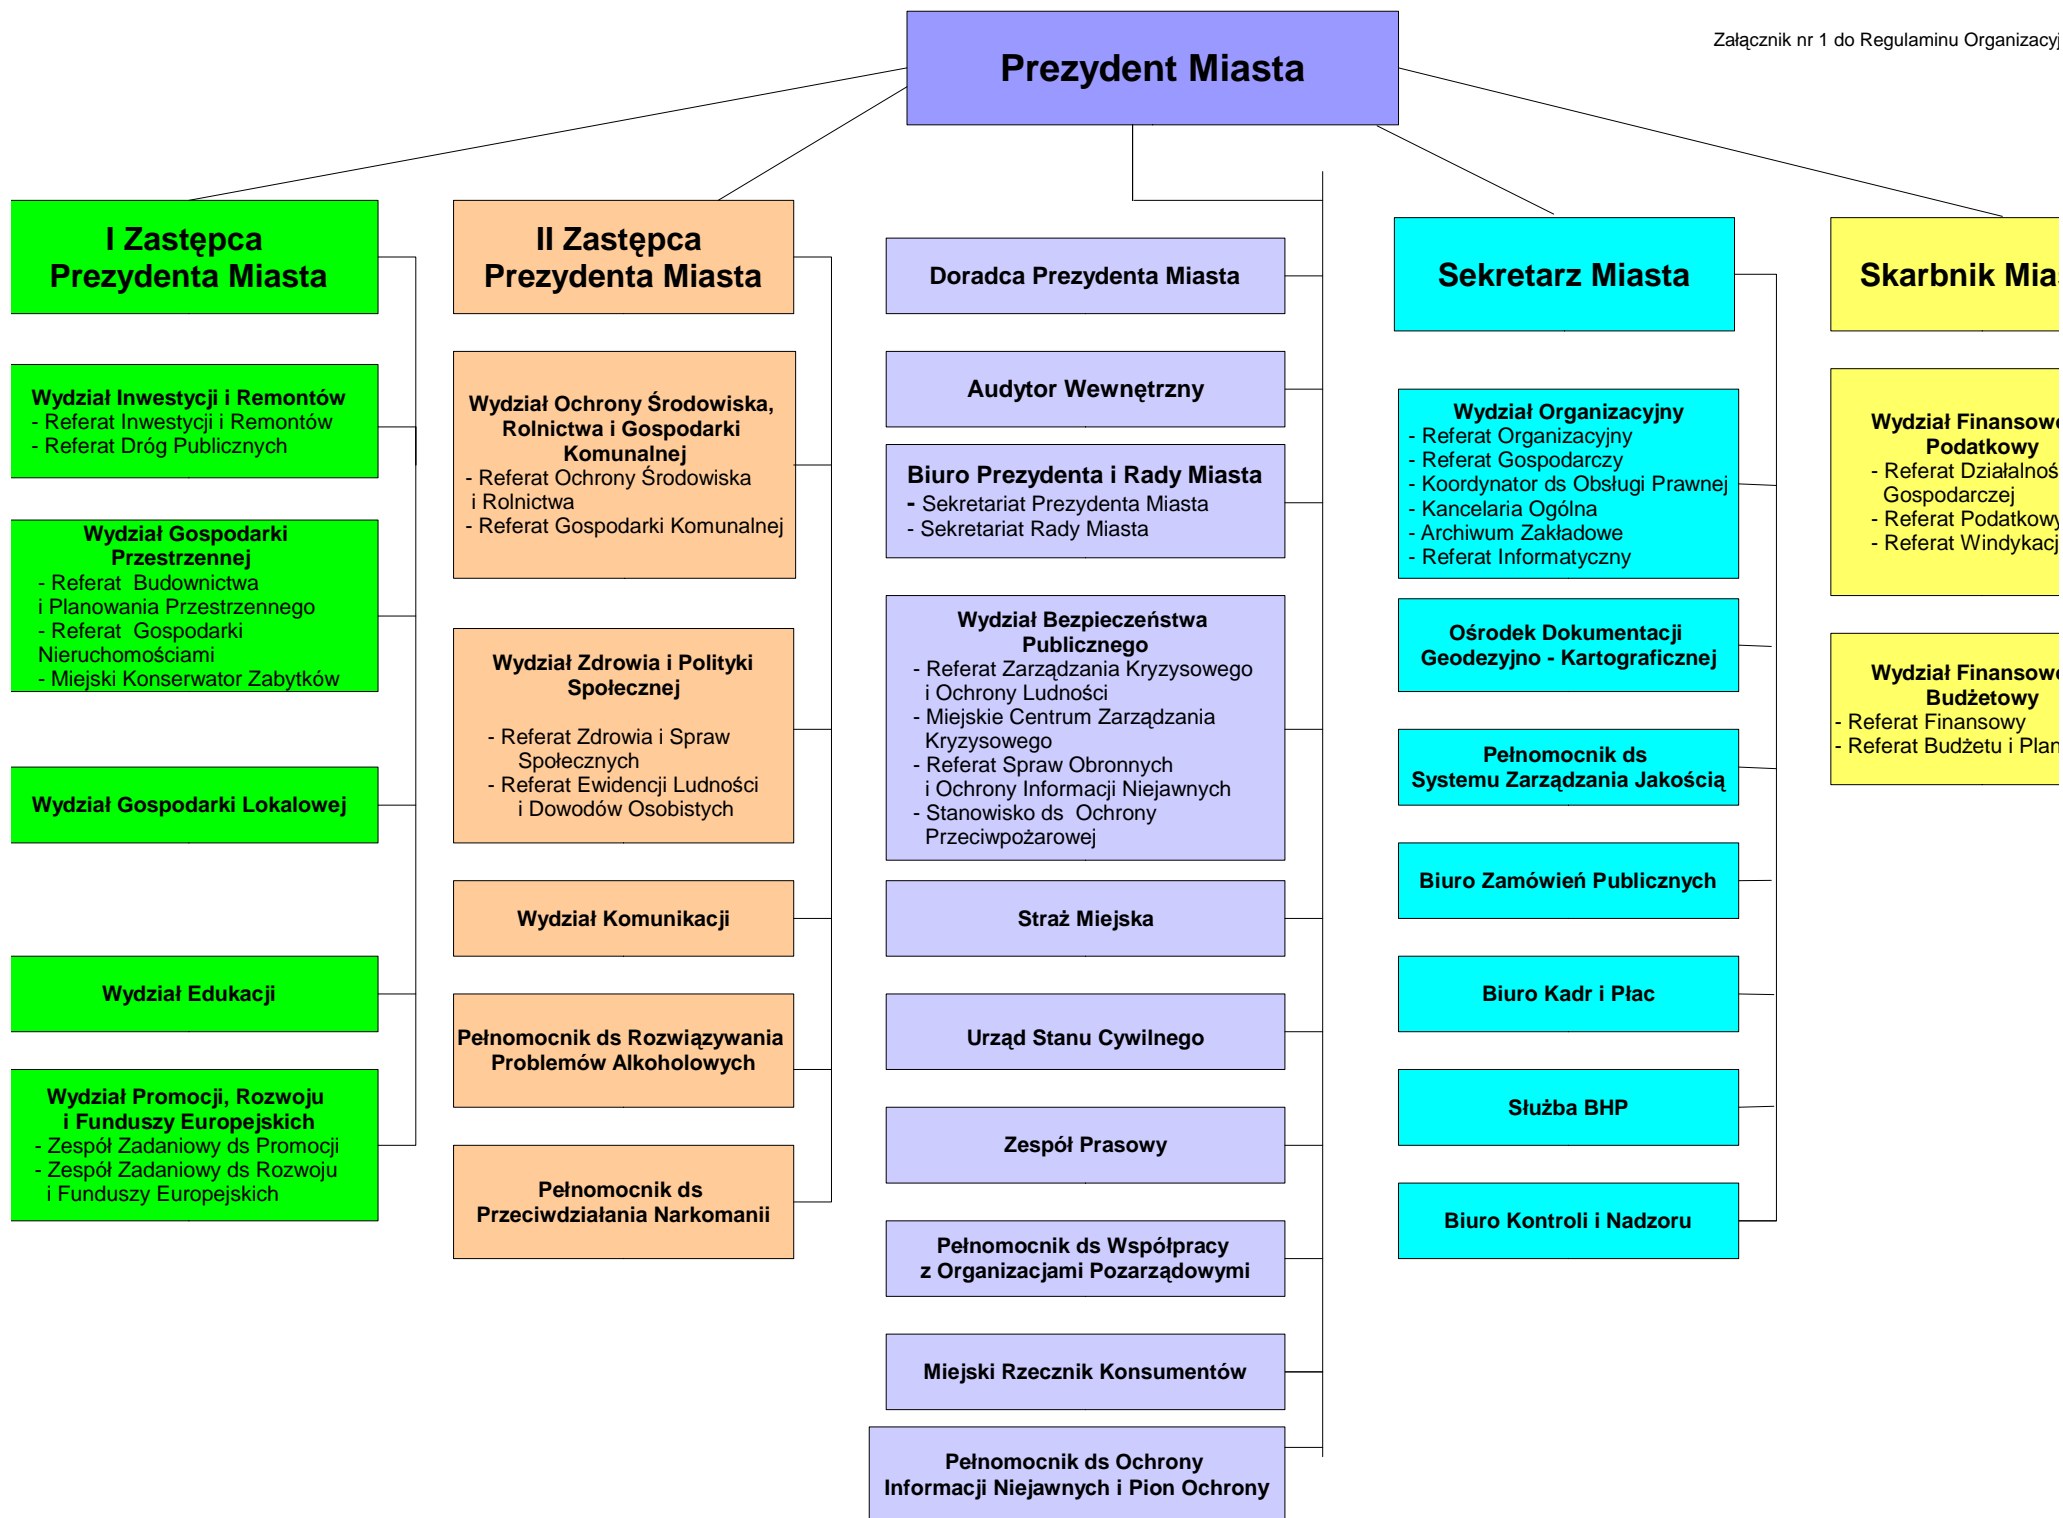 Załącznik nr 1 do Regulaminu
Prezydent Miasta
I Zastępca
Prezydenta Miasta
Wydział Inwestycji i Remontów
- Referat Inwestycji i Remontów
- Referat Dróg Publicznych
Wydział Gospodarki
Przestrzennej
- Referat Budownictwa
i Planowania Przestrzennego
- Referat Gospodarki
Nieruchomościami
- Miejski Konserwator Zabytków
Wydział Gospodarki Lokalowej
Wydział Edukacji
Wydział Promocji, Rozwoju
i Funduszy Europejskich
- Zespół Zadaniowy ds Promocji
- Zespół Zadaniowy ds Rozwoju
i Funduszy Europejskich
II Zastępca
Prezydenta Miasta
Wydział Ochrony Środowiska,
Rolnictwa i Gospodarki
Komunalnej
- Referat Ochrony Środowiska
i Rolnictwa
- Referat Gospodarki Komunalnej
Wydział Zdrowia i Polityki
Społecznej
- Referat Zdrowia i Spraw
Społecznych
- Referat Ewidencji Ludności
i Dowodów Osobistych
Wydział Komunikacji
Pełnomocnik ds Rozwiązywania
Problemów Alkoholowych
Pełnomocnik ds
Przeciwdziałania Narkomanii
Doradca Prezydenta Miasta
Audytor Wewnętrzny
Biuro Prezydenta i Rady Miasta
- Sekretariat Prezydenta Miasta
- Sekretariat Rady Miasta
Wydział Bezpieczeństwa
Publicznego
- Referat Zarządzania Kryzysowego
i Ochrony Ludności
- Miejskie Centrum Zarządzania
Kryzysowego
- Referat Spraw Obronnych
i Ochrony Informacji Niejawnych
- Stanowisko ds Ochrony
Przeciwpożarowej
Straż Miejska
Urząd Stanu Cywilnego
Zespół Prasowy
Pełnomocnik ds Współpracy
z Organizacjami Pozarządowymi
Miejski Rzecznik Konsumentów
Pełnomocnik ds Ochrony
Informacji Niejawnych i Pion Ochrony
Sekretarz Miasta
Wydział Organizacyjny
- Referat Organizacyjny
- Referat Gospodarczy
- Koordynator ds Obsługi Prawnej
- Kancelaria Ogólna
- Archiwum Zakładowe
- Referat Informatyczny
Ośrodek Dokumentacji
Geodezyjno - Kartograficznej
Pełnomocnik ds
Systemu Zarządzania Jakością
Biuro Zamówień Publicznych
Biuro Kadr i Płac
Służba BHP
Biuro Kontroli i Nadzoru
Skarbnik
Wydział
Podatkowy
- Referat
Gospodarczej
- Referat Podatkowy
- Referat
Wydział
Budżetowy
- Referat Finansowy
- Referat Budżetu i